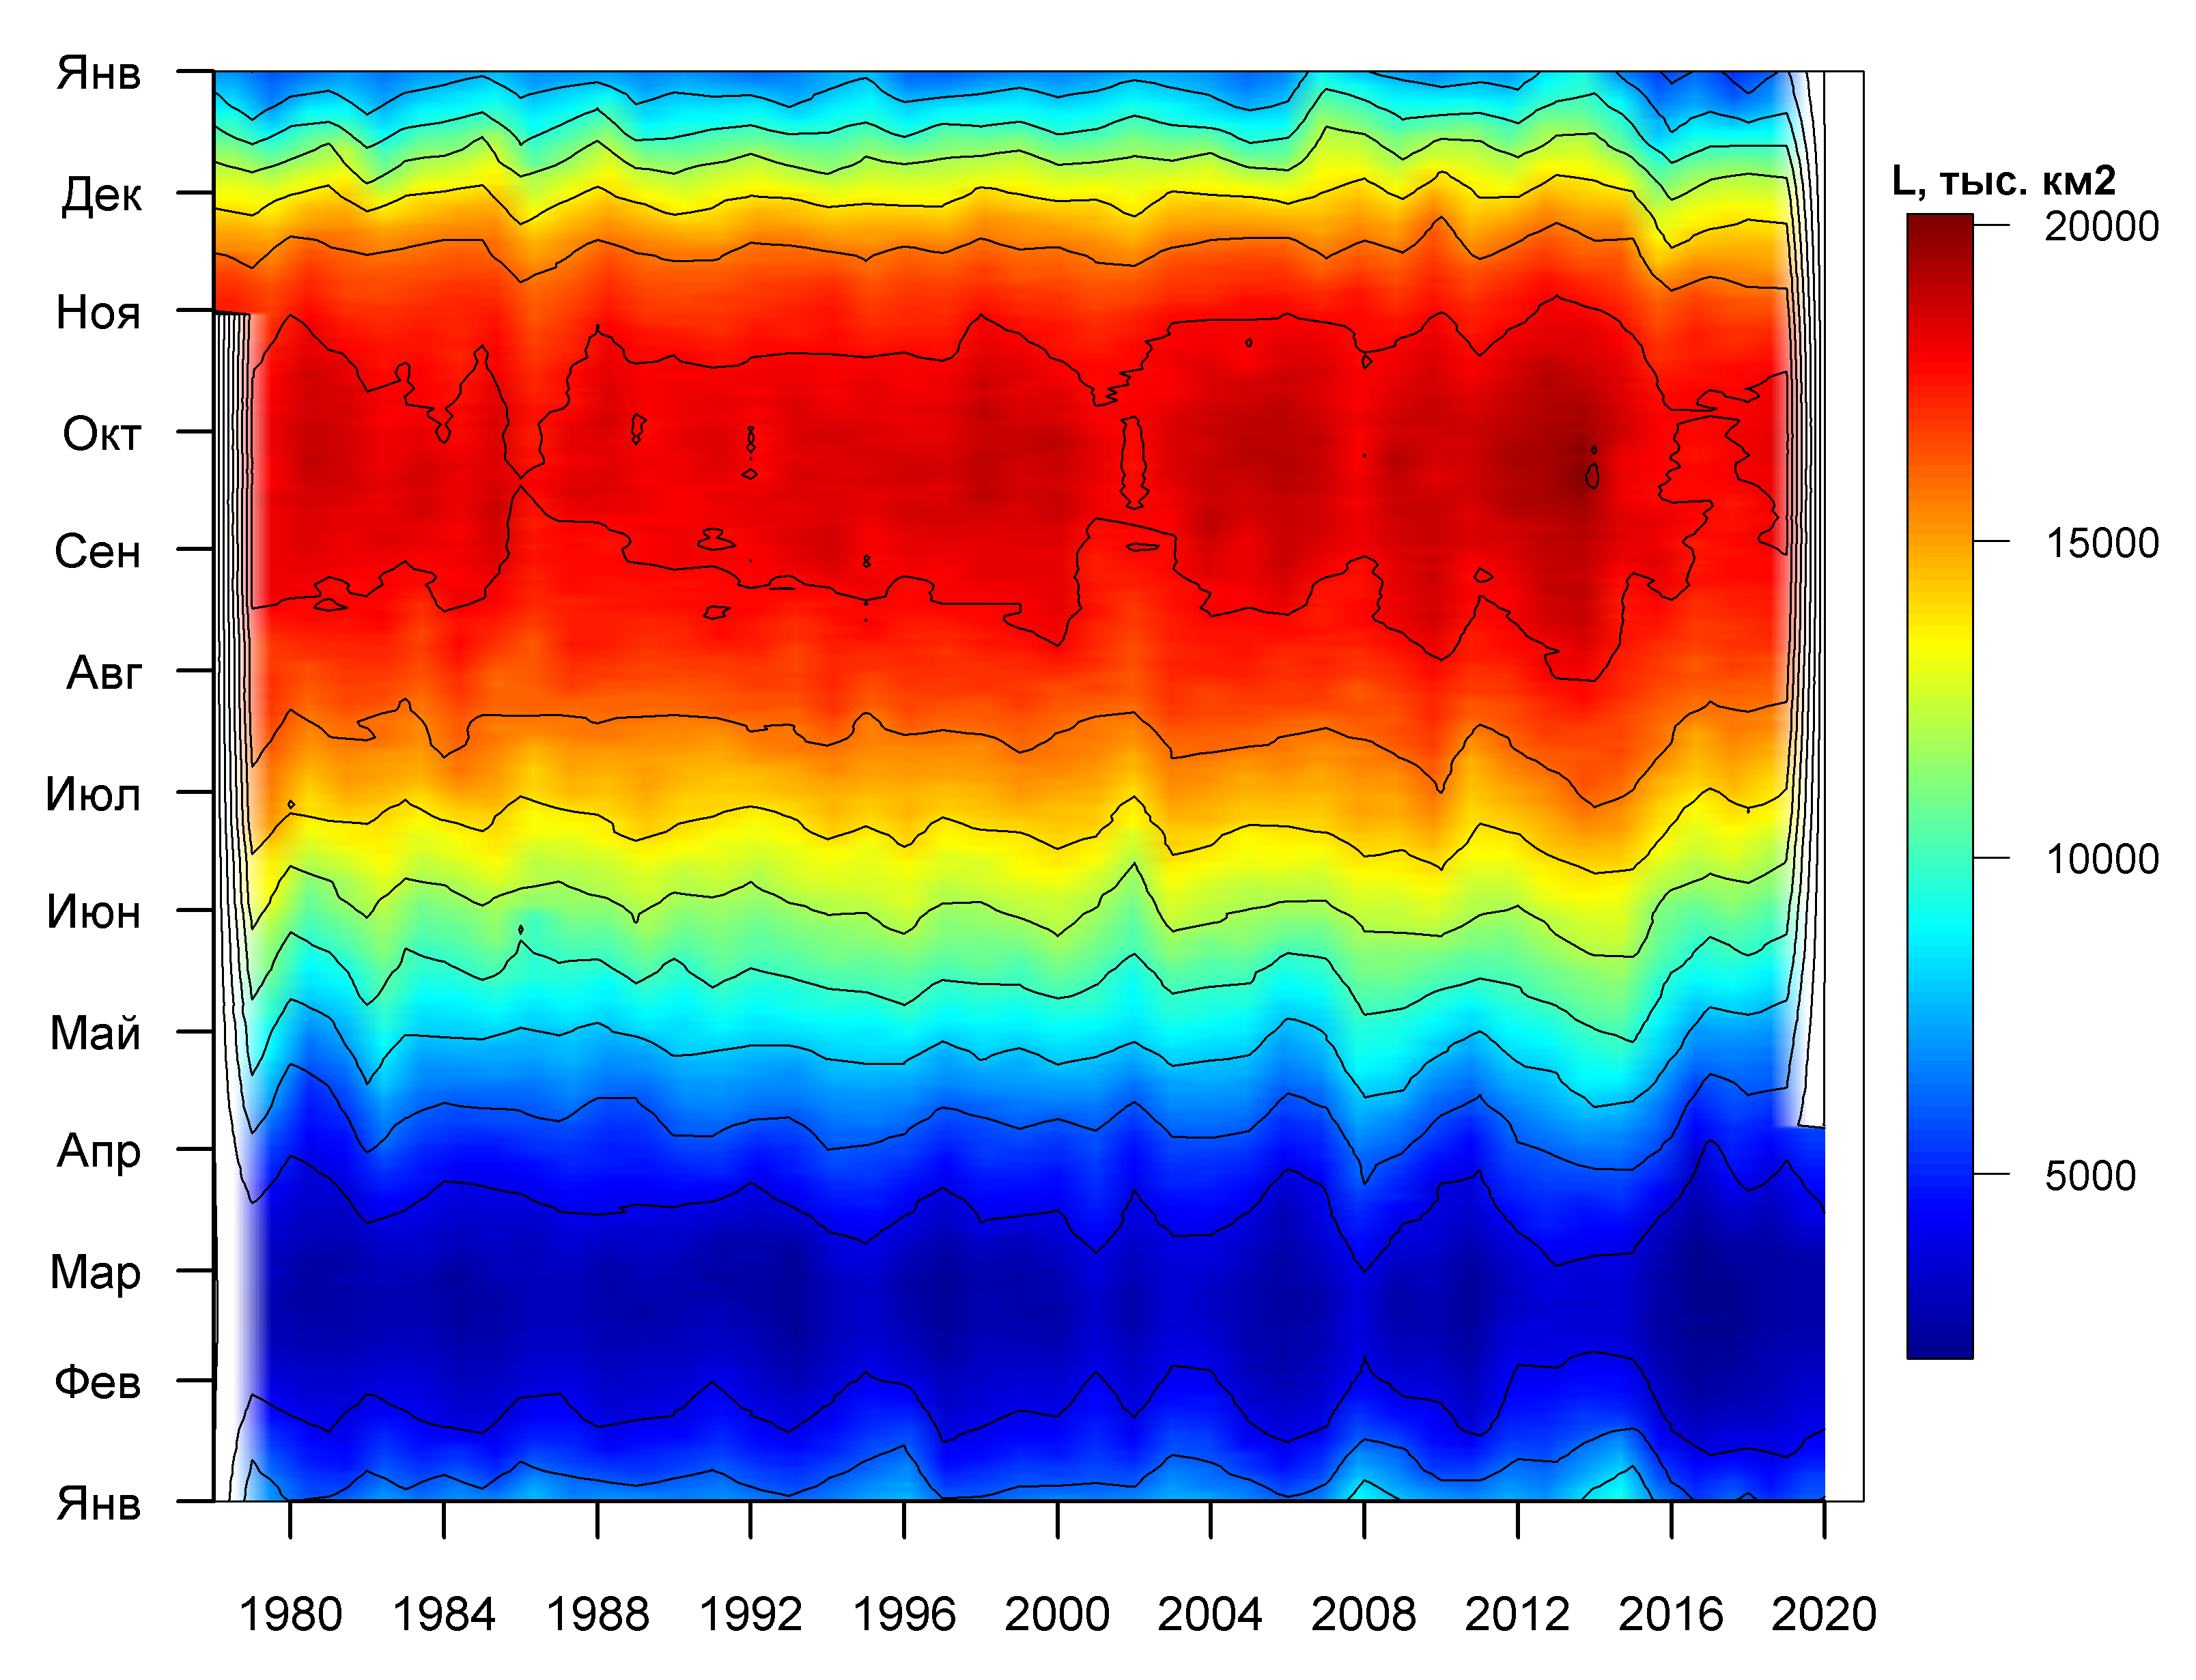 Янв
Дек
Ноя
Окт
Сен
Авг
Июл
Июн
Май
Апр
Мар
Фев
Янв
1980 1984 1988 1992 1996 2000 2004 2008 2012 2016 2020
L, тыс. км2
20000
15000
10000
5000